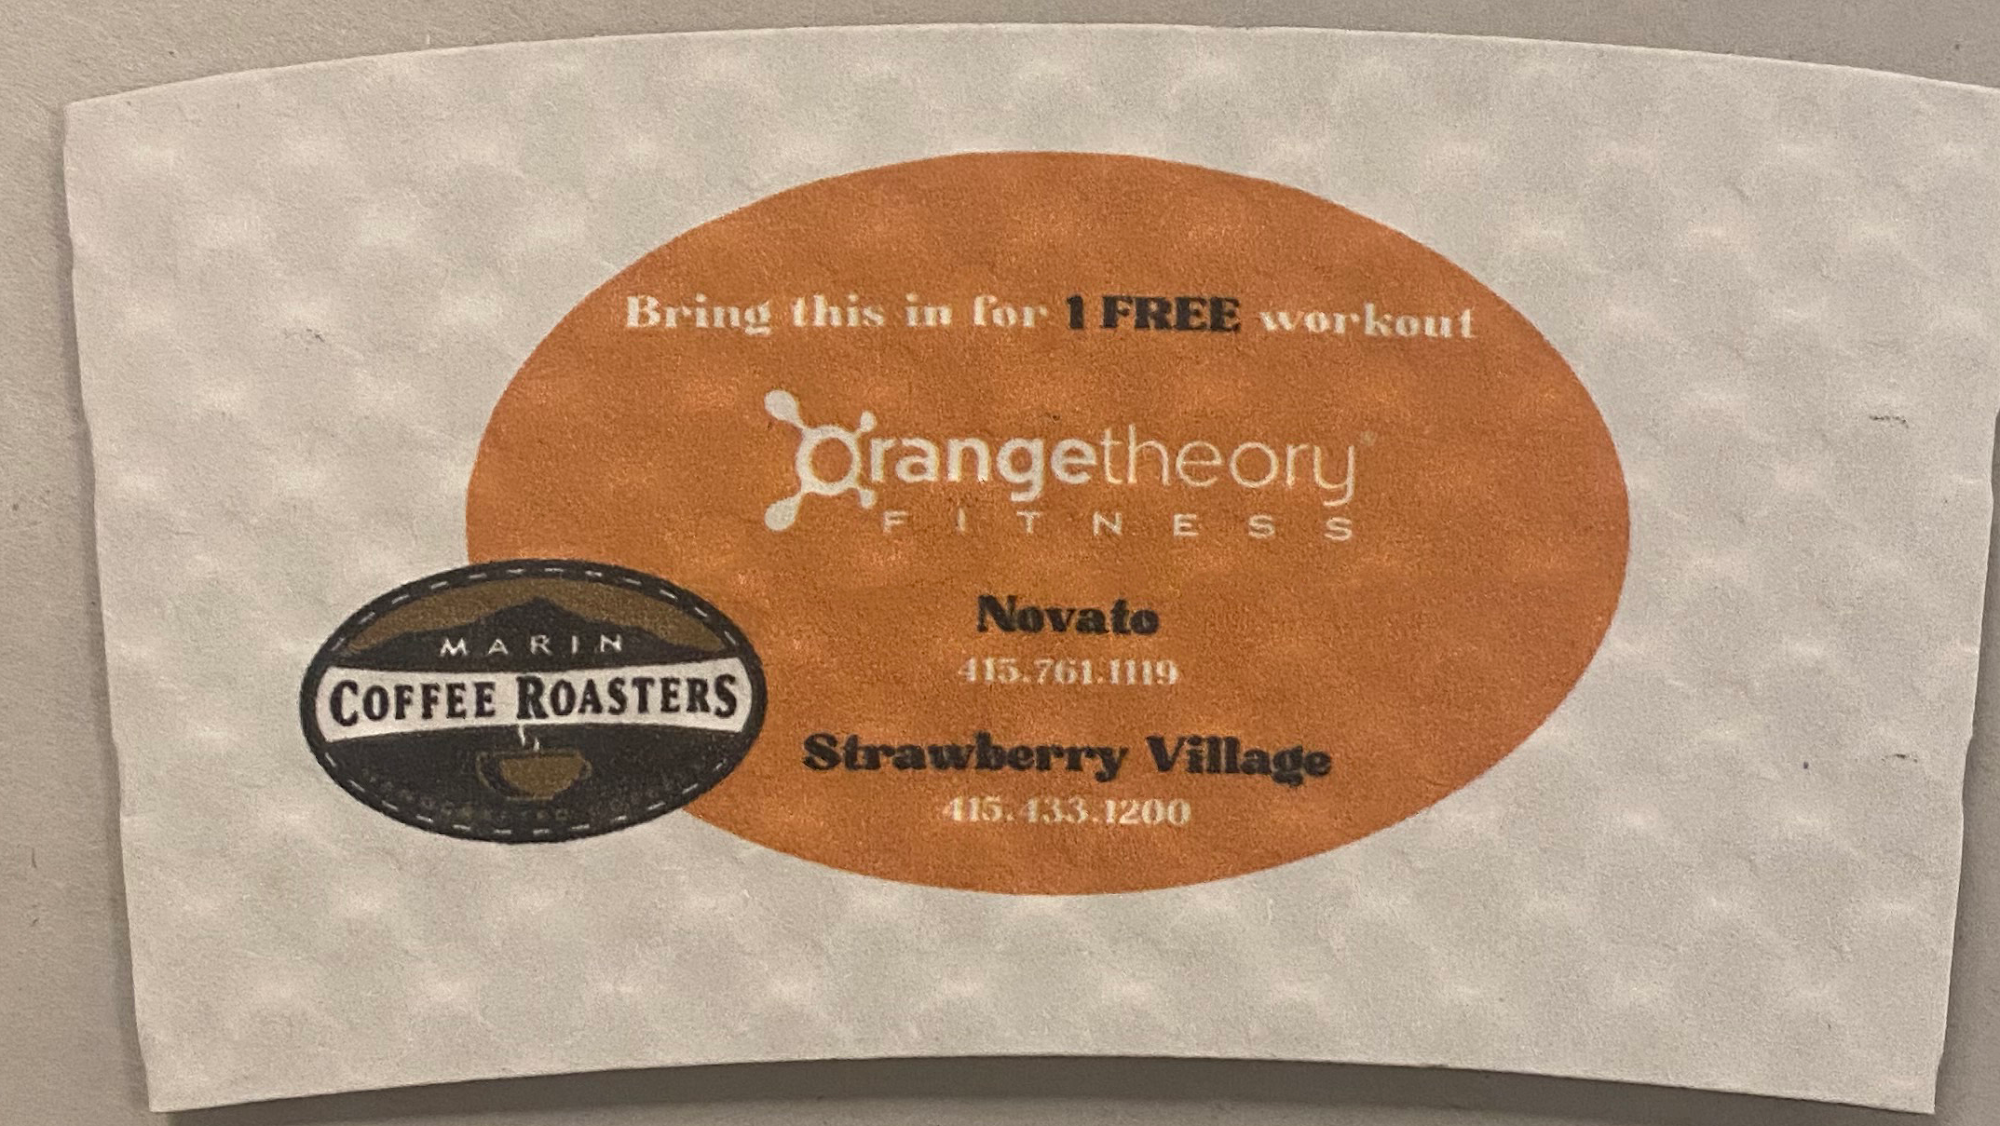 Bring this in for 1 FREE workout
Orangetheory®
FITNESS
Novato
415.761.1119
Strawberry Village
415.433.1200
MARIN
COFFEE ROASTERS